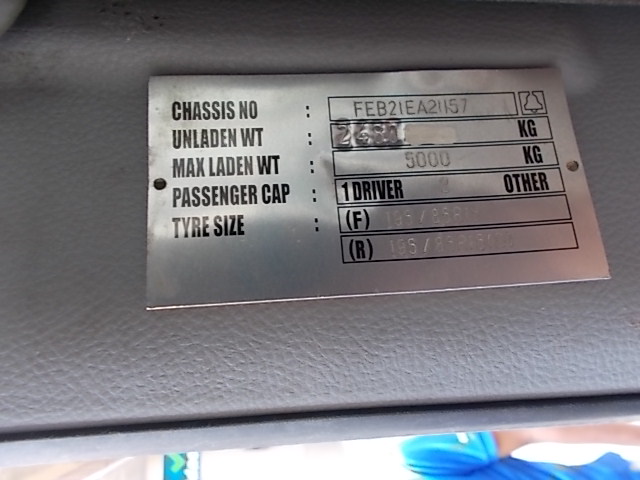 CHASSIS NO : FEB21EA21157
UNLADEN WT : KG
MAX LADEN WT : 5000 KG
PASSENGER CAP : 1 DRIVER OTHER
TYRE SIZE : (F)
(R)